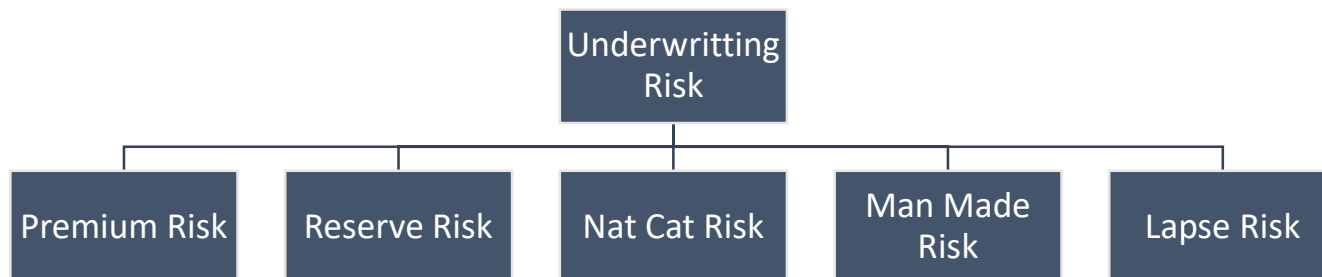 Underwritting
Risk
Premium Risk
Reserve Risk
Nat Cat Risk
Man Made
Risk
Lapse Risk